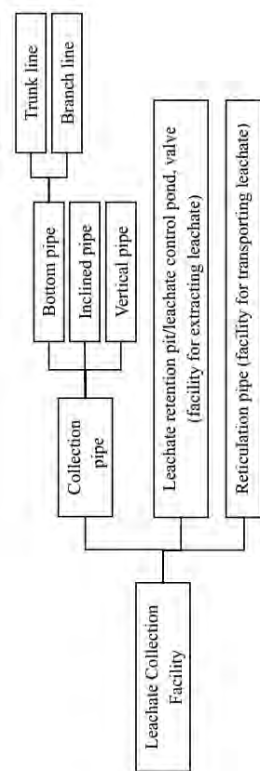 Leachate Collection
Facility
Collection
pipe
Bottom pipe
Trunk line
Branch line
Inclined pipe
Vertical pipe
Leachate retention pit/leachate control pond, valve
(facility for extracting leachate)
Reticulation pipe (facility for transporting leachate)